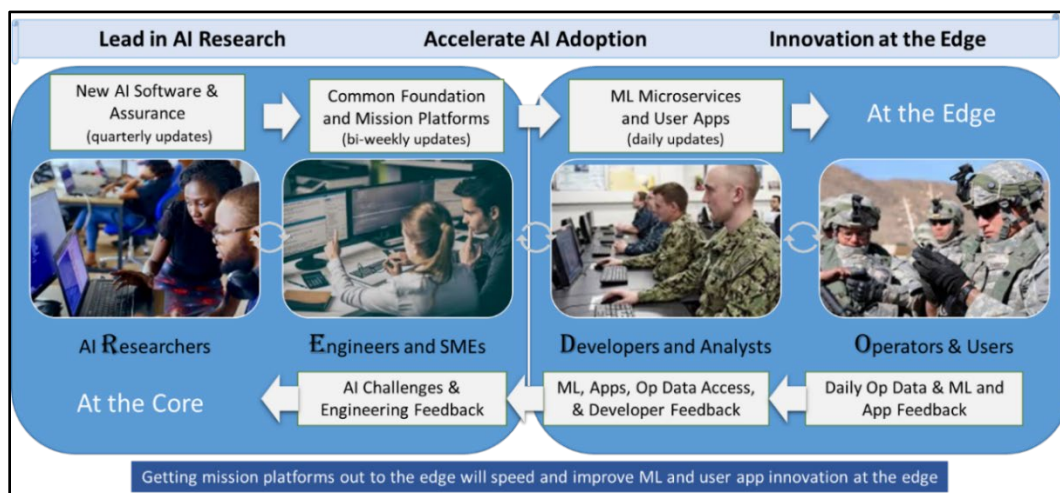 Lead in AI Research
Accelerate AI Adoption
Innovation at the Edge
New AI Software &
Assurance
(quarterly updates)
Common Foundation
and Mission Platforms
(bi-weekly updates)
ML Microservices
and User Apps
(daily updates)
At the Edge
AI Researchers
Engineers and SMEs
Developers and Analysts
Operators & Users
At the Core
AI Challenges &
Engineering Feedback
ML, Apps, Op Data Access,
& Developer Feedback
Daily Op Data & ML and
App Feedback
Getting mission platforms out to the edge will speed and improve ML and user app innovation at the edge